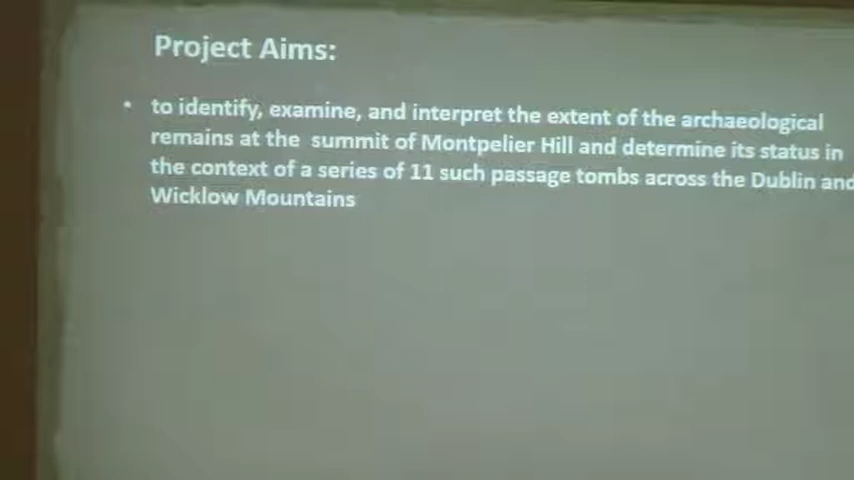 Project Aims:
• to identify, examine, and interpret the extent of the archaeological
remains at the summit of Montpelier Hill and determine its status in
the context of a series of 11 such passage tombs across the Dublin and
Wicklow Mountains